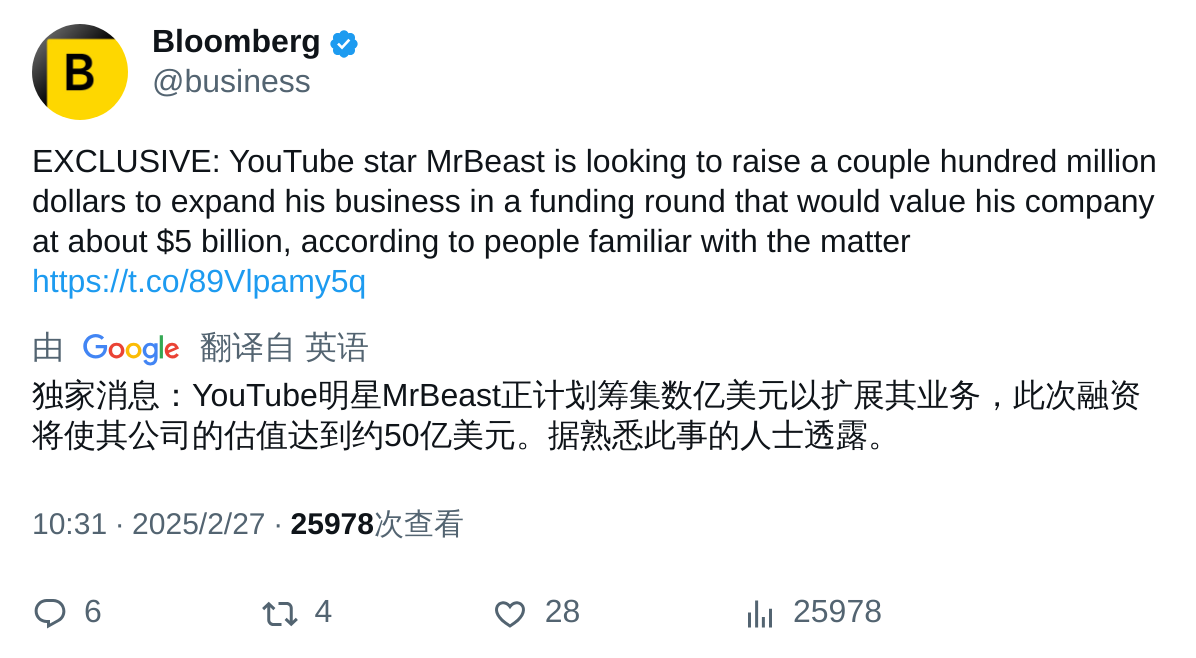 B
Bloomberg
@business
EXCLUSIVE: YouTube star MrBeast is looking to raise a couple hundred million
dollars to expand his business in a funding round that would value his company
at about $5 billion, according to people familiar with the matter
https://t.co/89Vlpamy5q
由 Google 翻译自 英语
独家消息：YouTube明星MrBeast正计划筹集数亿美元以扩展其业务，此次融资
将使其公司的估值达到约50亿美元。据熟悉此事的人士透露。
10:31 · 2025/2/27 · 25978次查看
6 4 28 25978